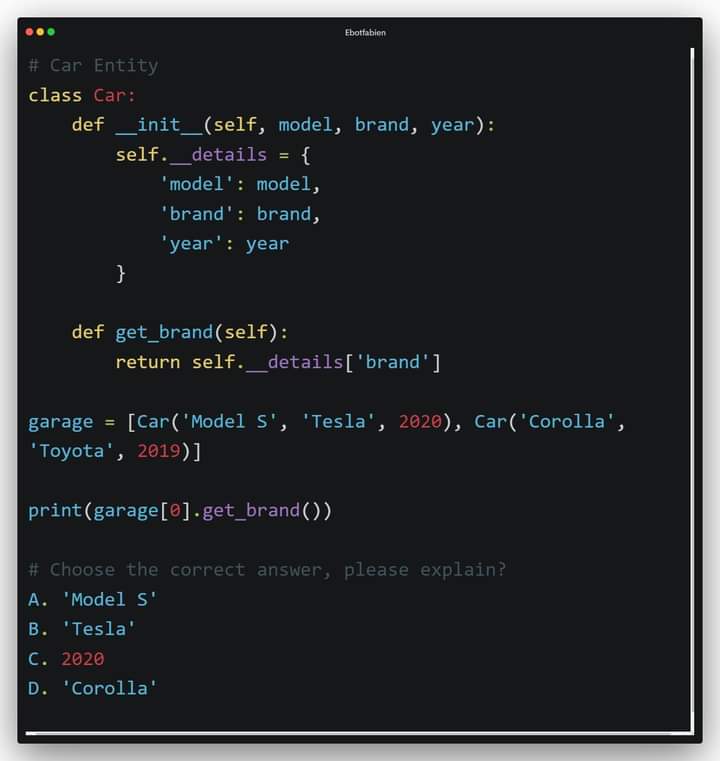 Ebotfabien
# Car Entity
class Car:
    def __init__(self, model, brand, year):
        self.__details = {
            'model': model,
            'brand': brand,
            'year': year
        }
    def get_brand(self):
        return self.__details['brand']
garage = [Car('Model S', 'Tesla', 2020), Car('Corolla',
'Toyota', 2019)]
print(garage[0].get_brand())
# Choose the correct answer, please explain?
A. 'Model S'
B. 'Tesla'
C. 2020
D. 'Corolla'